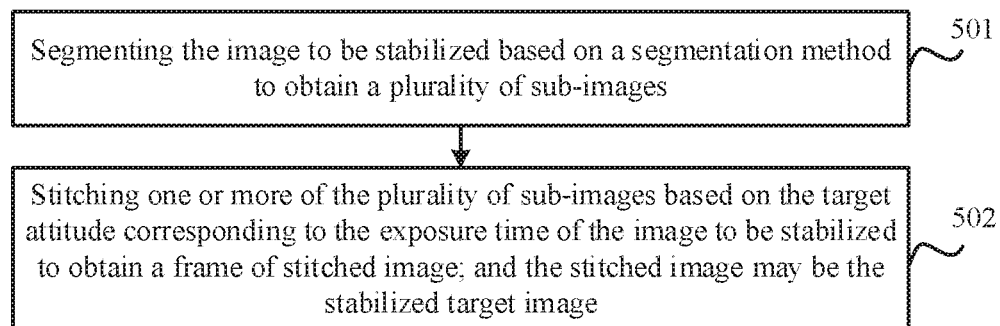 Segmenting the image to be stabilized based on a segmentation method
to obtain a plurality of sub-images
501
Stitching one or more of the plurality of sub-images based on the target
attitude corresponding to the exposure time of the image to be stabilized
to obtain a frame of stitched image; and the stitched image may be the
stabilized target image
502